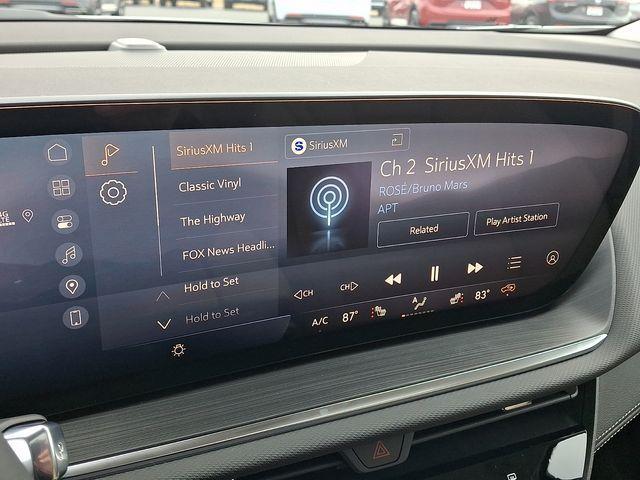 SiriusXM Hits 1
Classic Vinyl
The Highway
FOX News Headli...
Hold to Set
Hold to Set
S SiriusXM
Ch 2 SiriusXM Hits 1
ROSÉ/Bruno Mars
APT
Related
Play Artist Station
CH
CH
A/C 87° A 83°